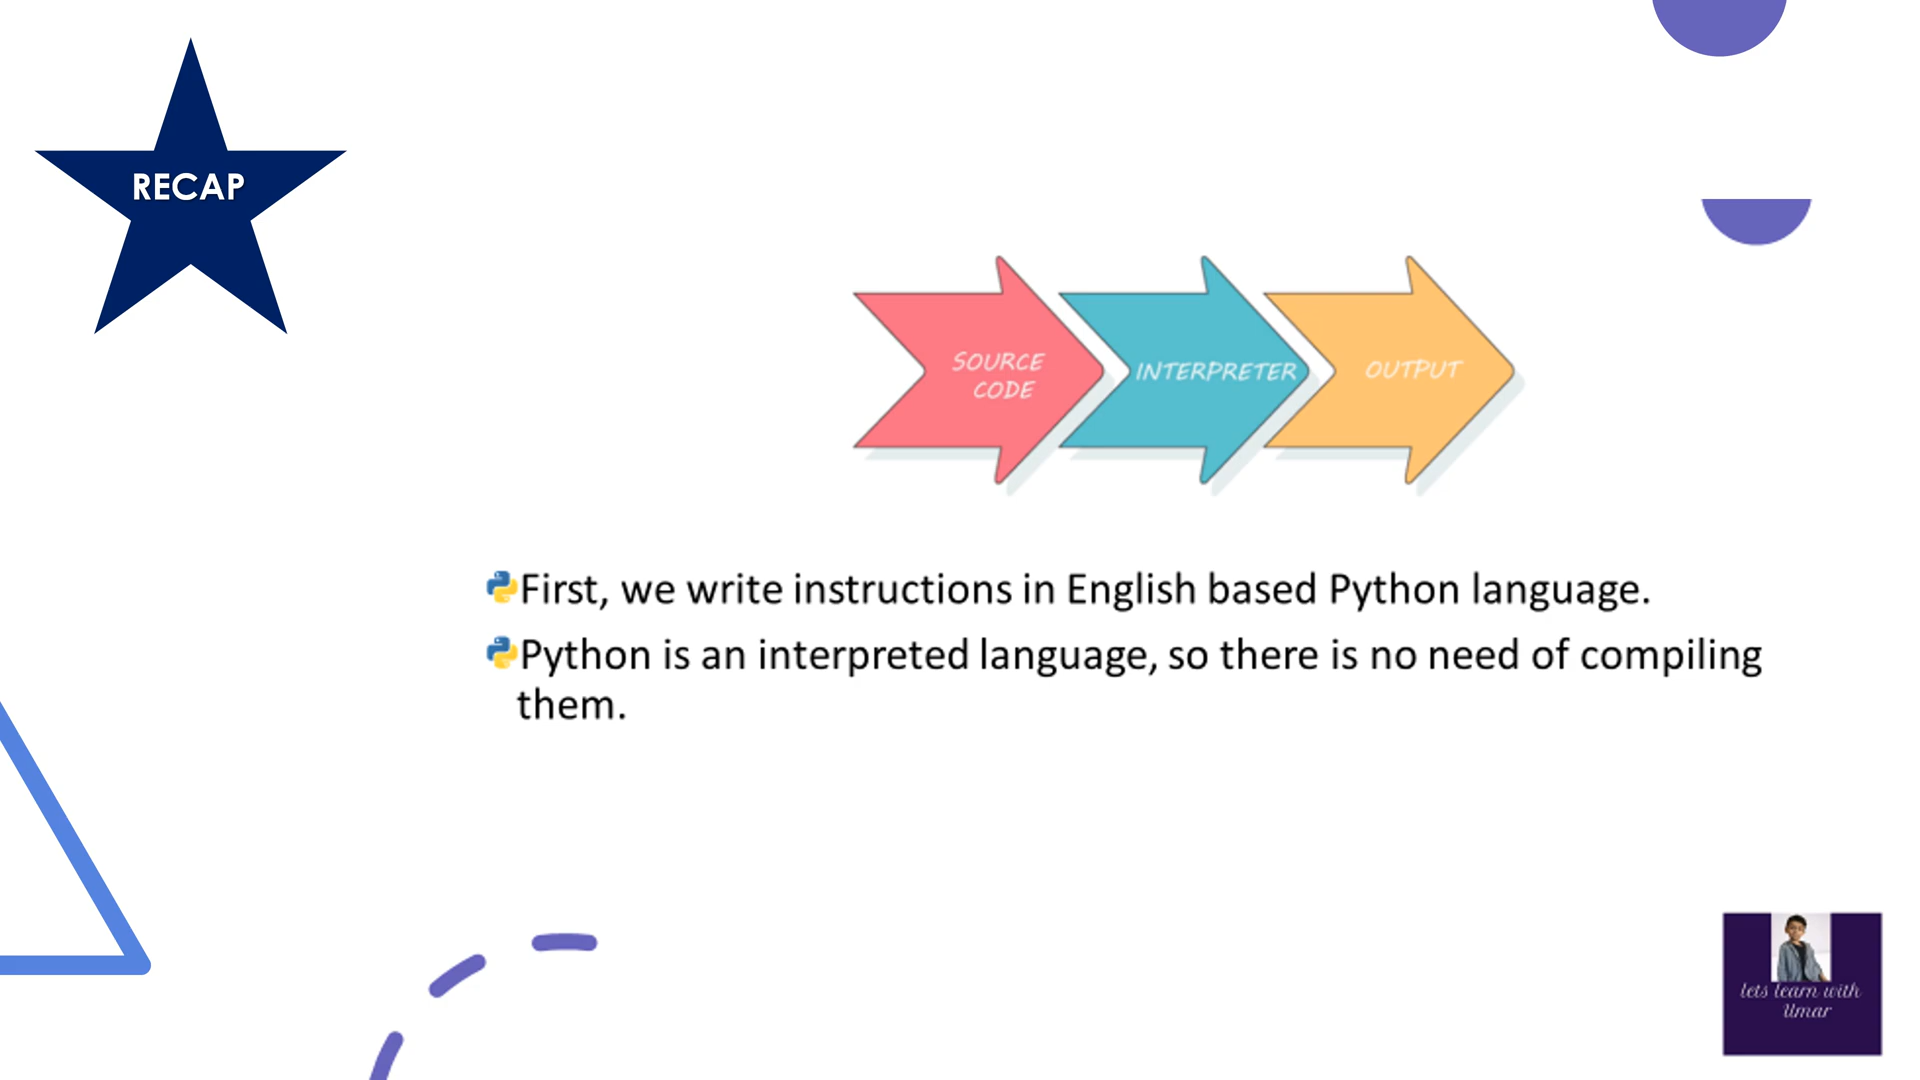 RECAP
SOURCE
CODE
INTERPRETER
OUTPUT
First, we write instructions in English based Python language.
Python is an interpreted language, so there is no need of compiling
them.
lets learn with
Umar